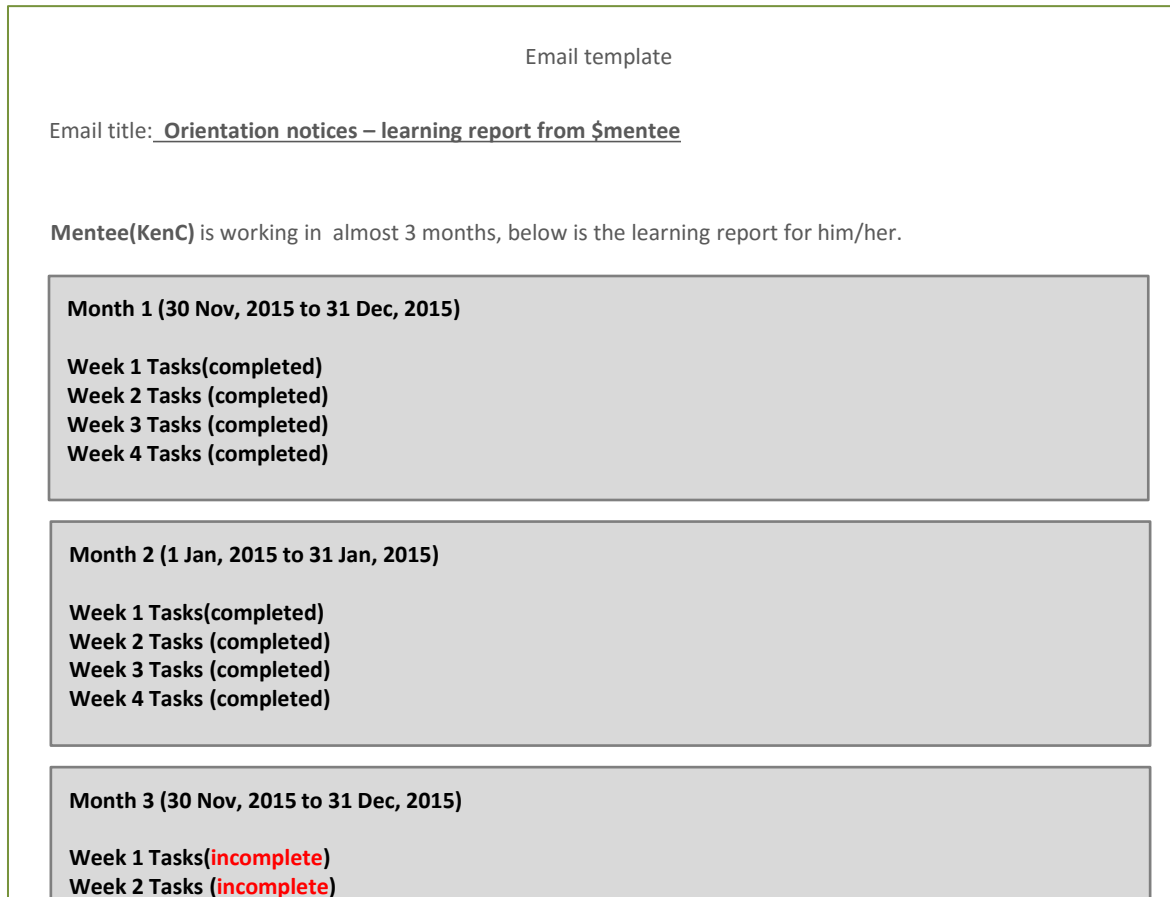 Email template
Email title: Orientation notices – learning report from $mentee
Mentee(KenC) is working in  almost 3 months, below is the learning report for him/her.
Month 1 (30 Nov, 2015 to 31 Dec, 2015)
Week 1 Tasks(completed)
Week 2 Tasks (completed)
Week 3 Tasks (completed)
Week 4 Tasks (completed)
Month 2 (1 Jan, 2015 to 31 Jan, 2015)
Week 1 Tasks(completed)
Week 2 Tasks (completed)
Week 3 Tasks (completed)
Week 4 Tasks (completed)
Month 3 (30 Nov, 2015 to 31 Dec, 2015)
Week 1 Tasks(incomplete)
Week 2 Tasks (incomplete)